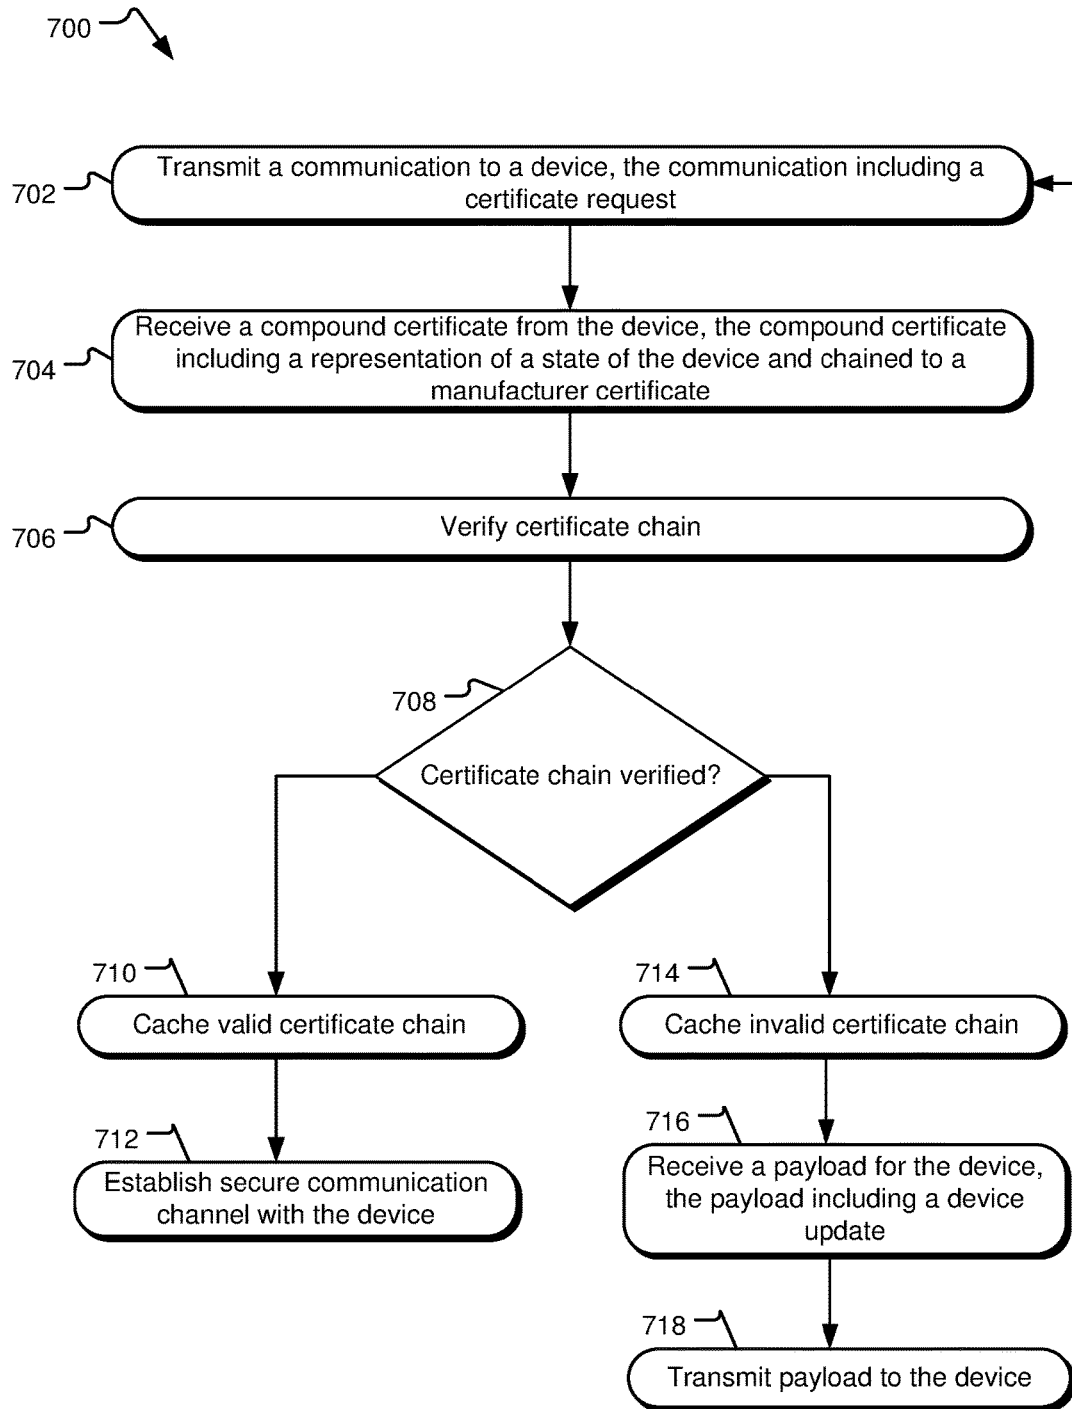 700
702
Transmit a communication to a device, the communication including a
certificate request
704
Receive a compound certificate from the device, the compound certificate
including a representation of a state of the device and chained to a
manufacturer certificate
706
Verify certificate chain
708
Certificate chain verified?
710
Cache valid certificate chain
714
Cache invalid certificate chain
712
Establish secure communication
channel with the device
716
Receive a payload for the device,
the payload including a device
update
718
Transmit payload to the device